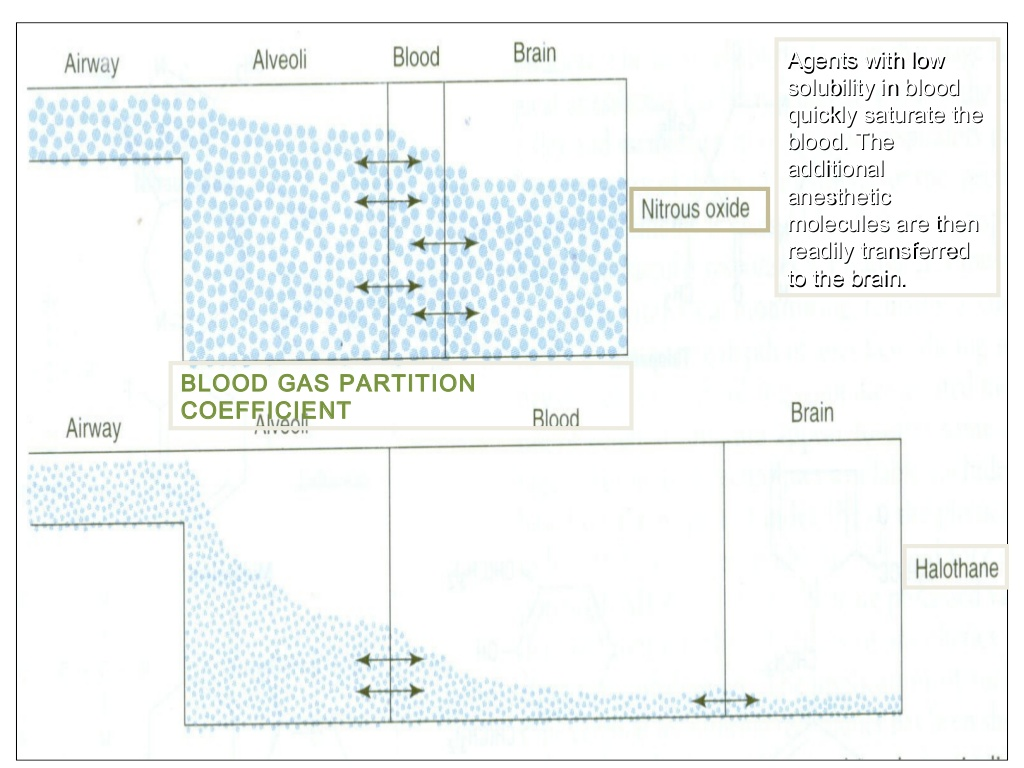 Airway Alveoli Blood Brain
Agents with low
solubility in blood
quickly saturate the
blood. The
additional
anesthetic
molecules are then
readily transferred
to the brain.
Nitrous oxide
BLOOD GAS PARTITION
COEFFICIENT
Airway Alveoli Blood Brain
Halothane